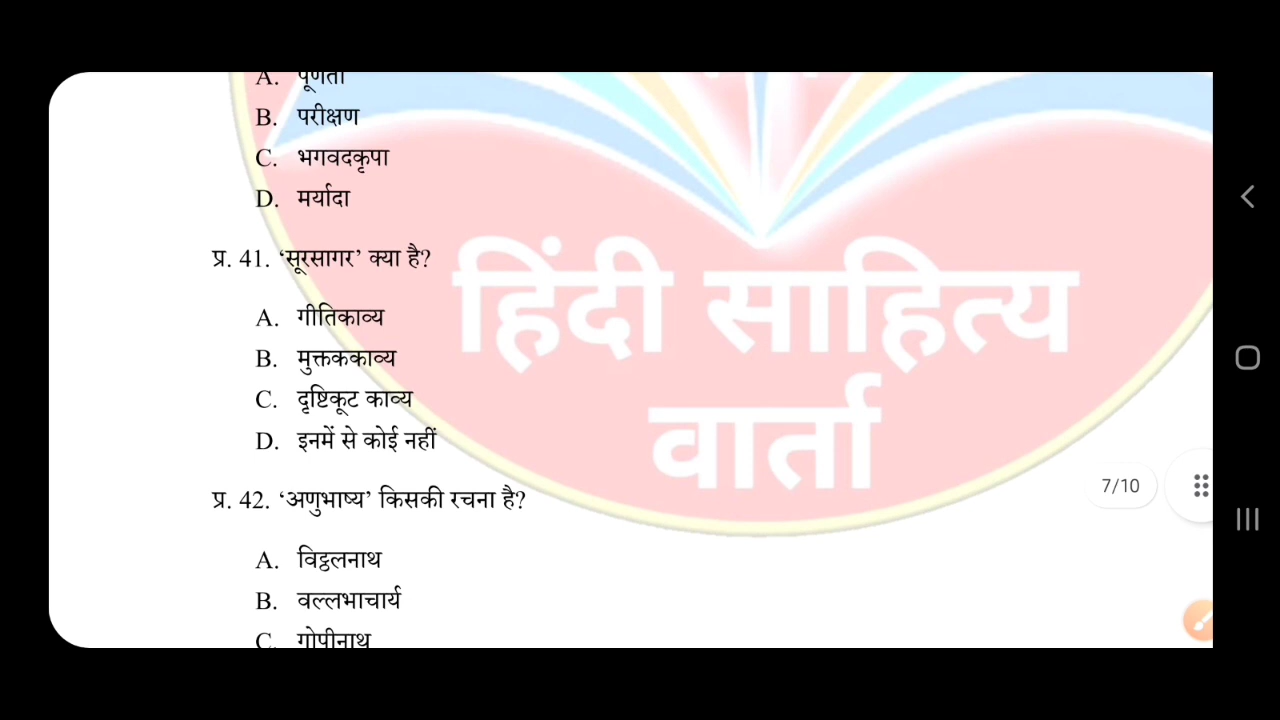 A. पूर्णता
B. परीक्षण
C. भगवदकृपा
D. मर्यादा
प्र. 41. ‘सूरसागर’ क्या है?
A. गीतिकाव्य
B. मुक्तककाव्य
C. दृष्टिकूट काव्य
D. इनमें से कोई नहीं
हिंदी साहित्य
वार्ता
प्र. 42. ‘अणुभाष्य’ किसकी रचना है?
7/10
A. विट्ठलनाथ
B. वल्लभाचार्य
C. गोपीनाथ